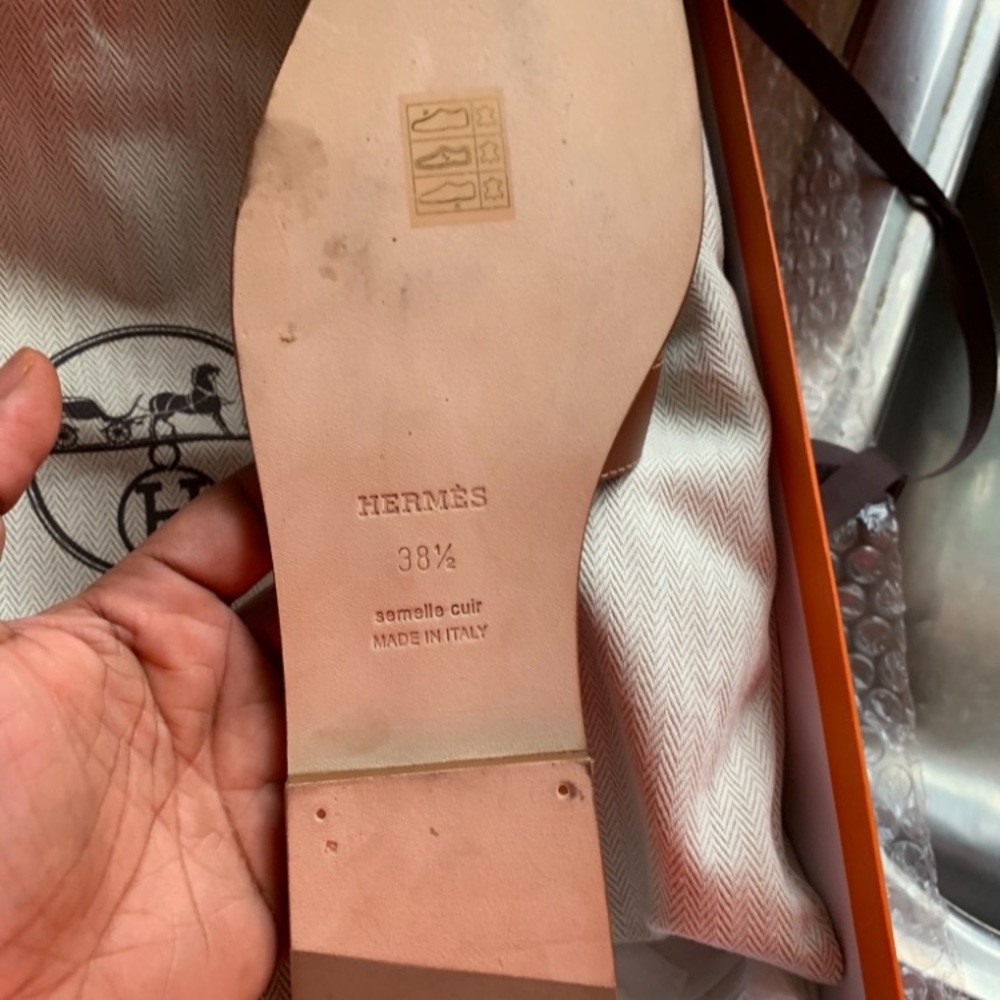 HERMÈS
38½
semelle cuir
MADE IN ITALY
H